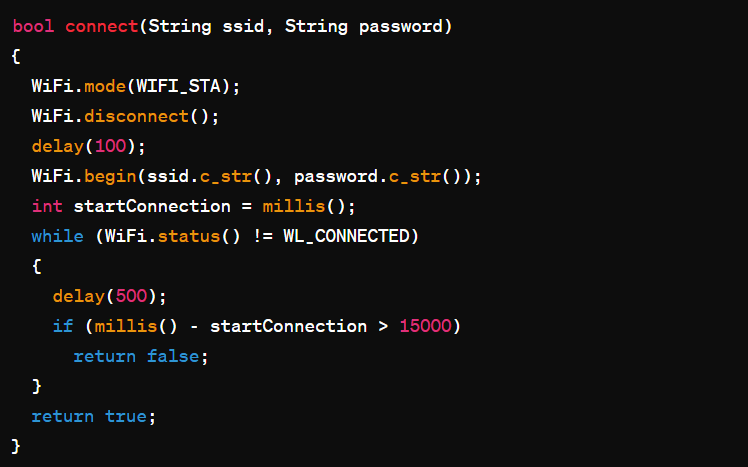 bool connect(String ssid, String password)
{
  WiFi.mode(WIFI_STA);
  WiFi.disconnect();
  delay(100);
  WiFi.begin(ssid.c_str(), password.c_str());
  int startConnection = millis();
  while (WiFi.status() != WL_CONNECTED)
  {
    delay(500);
    if (millis() - startConnection > 15000)
      return false;
  }
  return true;
}